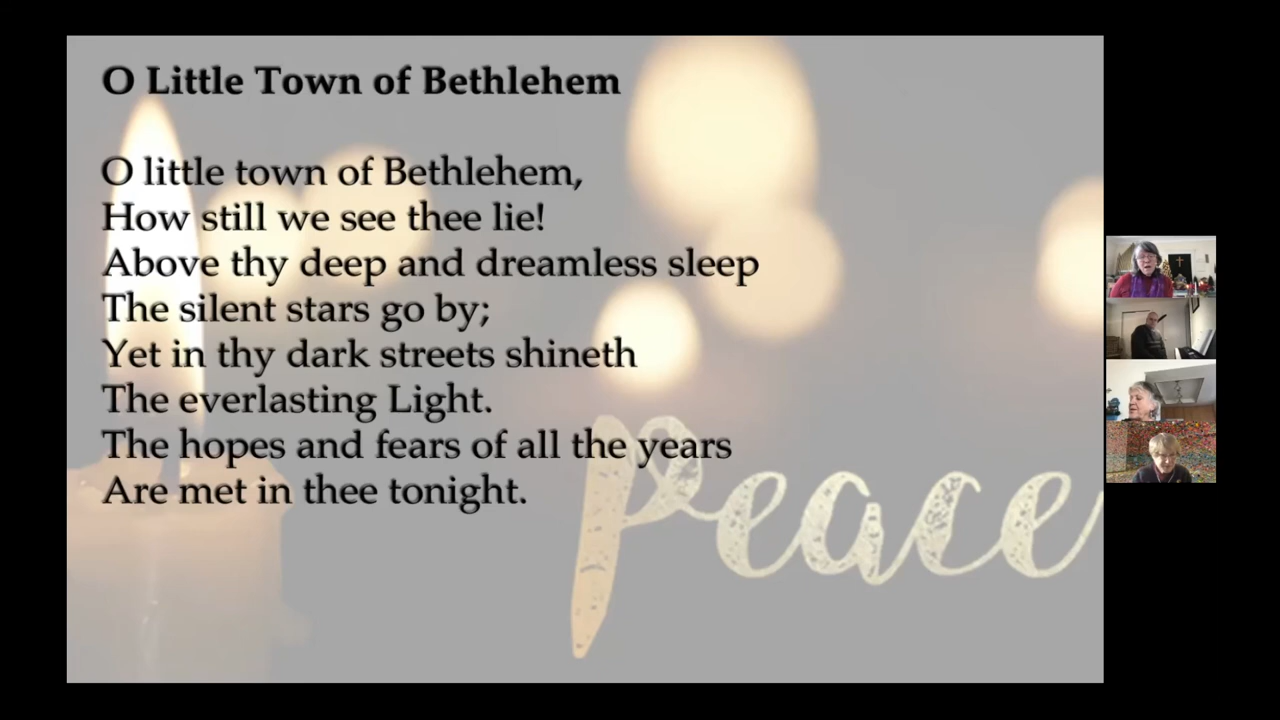 O Little Town of Bethlehem
O little town of Bethlehem,
How still we see thee lie!
Above thy deep and dreamless sleep
The silent stars go by;
Yet in thy dark streets shineth
The everlasting Light.
The hopes and fears of all the years
Are met in thee tonight.
peace